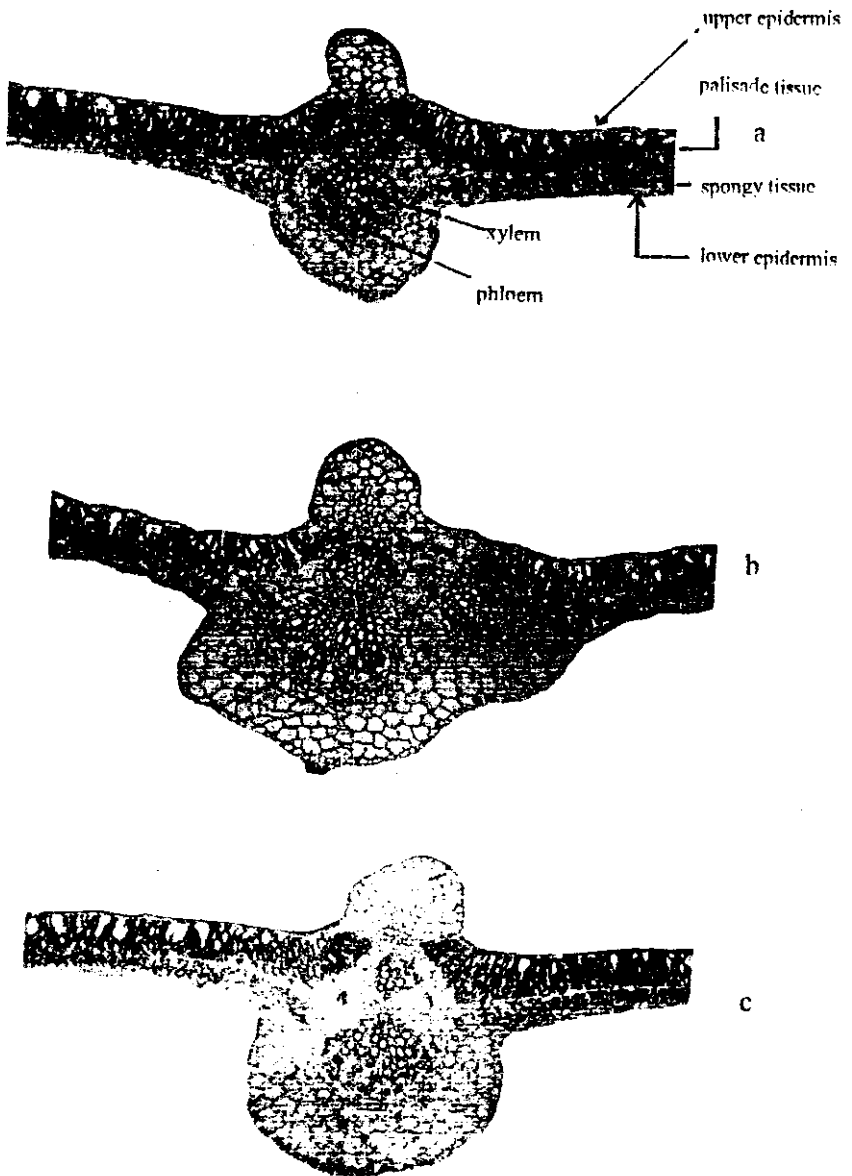 upper epidermis
palisade tissue
a
spongy tissue
xylem
lower epidermis
phloem
b
c